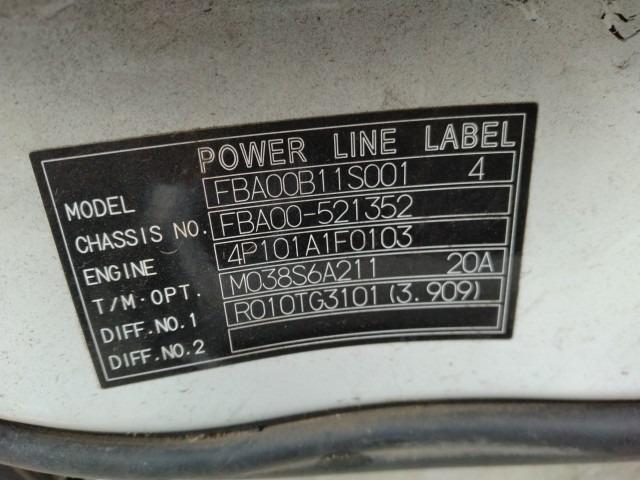 POWER LINE LABEL
MODEL FBA00B11S001 4
CHASSIS NO. FBA00-521352
ENGINE 4P101A1F0103
T/M·OPT. M038S6A211 20A
DIFF.NO.1 R010TG3101 (3.909)
DIFF.NO.2